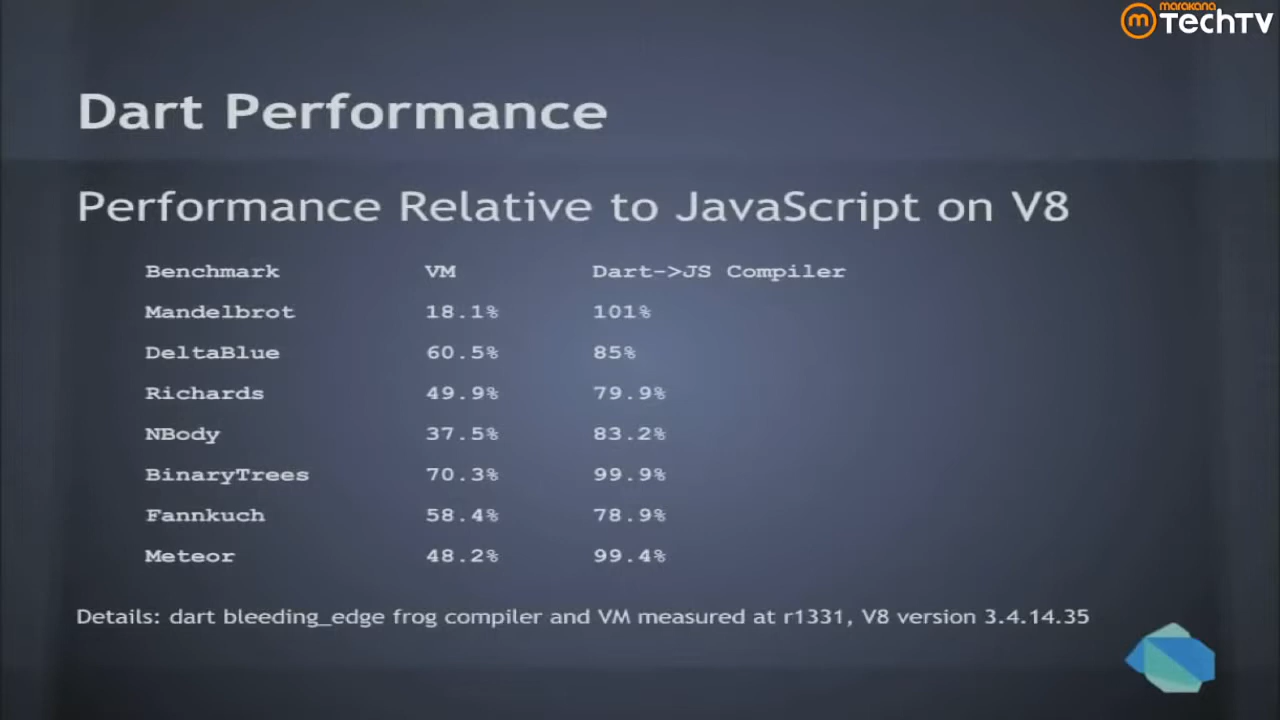 marakana
TechTV
Dart Performance
Performance Relative to JavaScript on V8
Benchmark VM Dart->JS Compiler
Mandelbrot 18.1% 101%
DeltaBlue 60.5% 85%
Richards 49.9% 79.9%
NBody 37.5% 83.2%
BinaryTrees 70.3% 99.9%
Fannkuch 58.4% 78.9%
Meteor 48.2% 99.4%
Details: dart bleeding_edge frog compiler and VM measured at r1331, V8 version 3.4.14.35